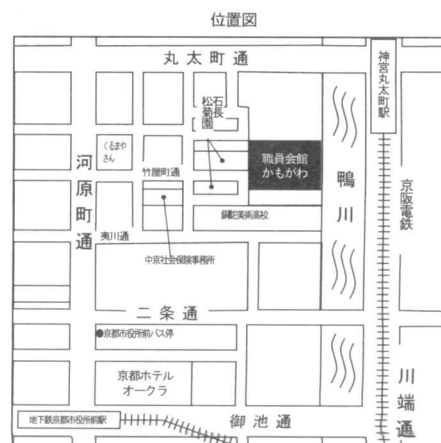 位置図
丸太町通
神宮丸太町駅
松菊園
石長
くるまや
さん
職員会館
かもがわ
河原町通
竹屋町通
鴨川
京阪電鉄
銅駝美術高校
夷川通
中京社会保険事務所
二条通
京都市役所前バス停
京都ホテル
オークラ
川端通
御池通
地下鉄京都市役所前駅